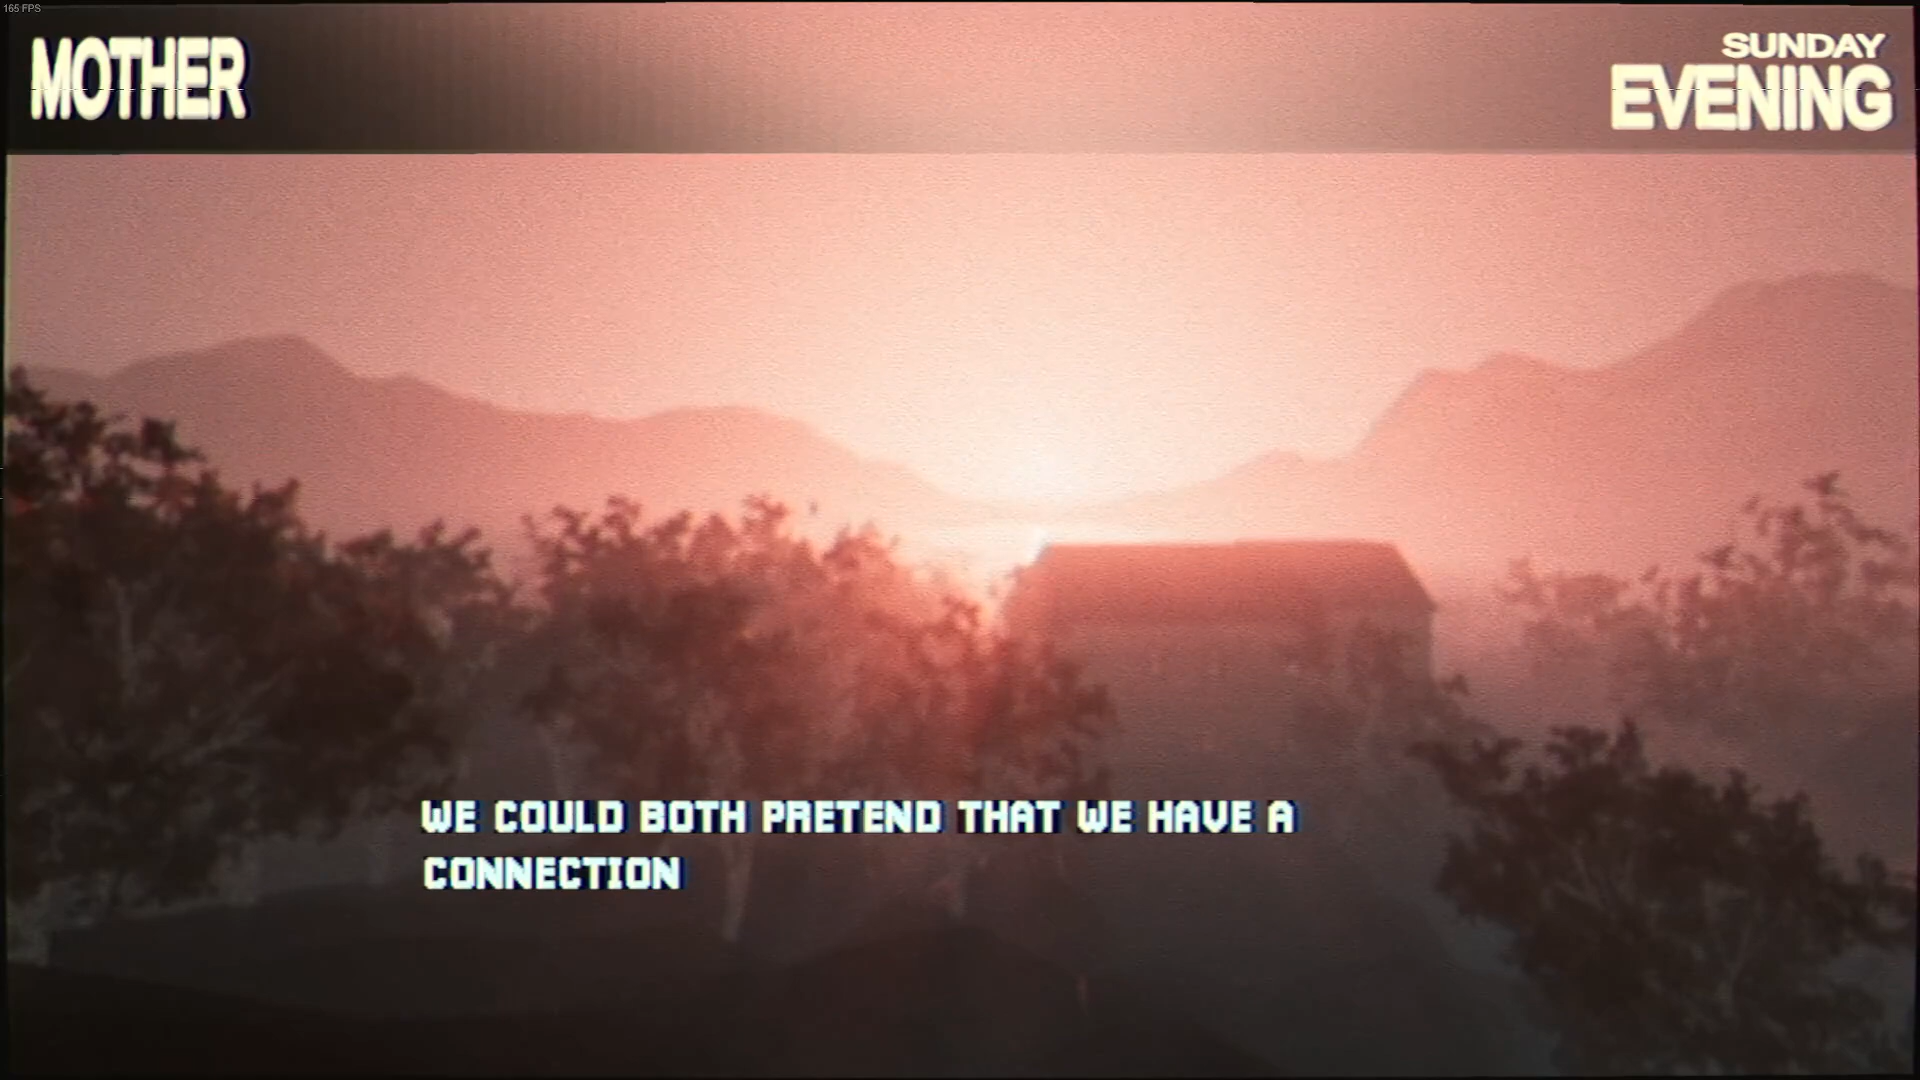 165 FPS
MOTHER
SUNDAY
EVENING
WE COULD BOTH PRETEND THAT WE HAVE A
CONNECTION